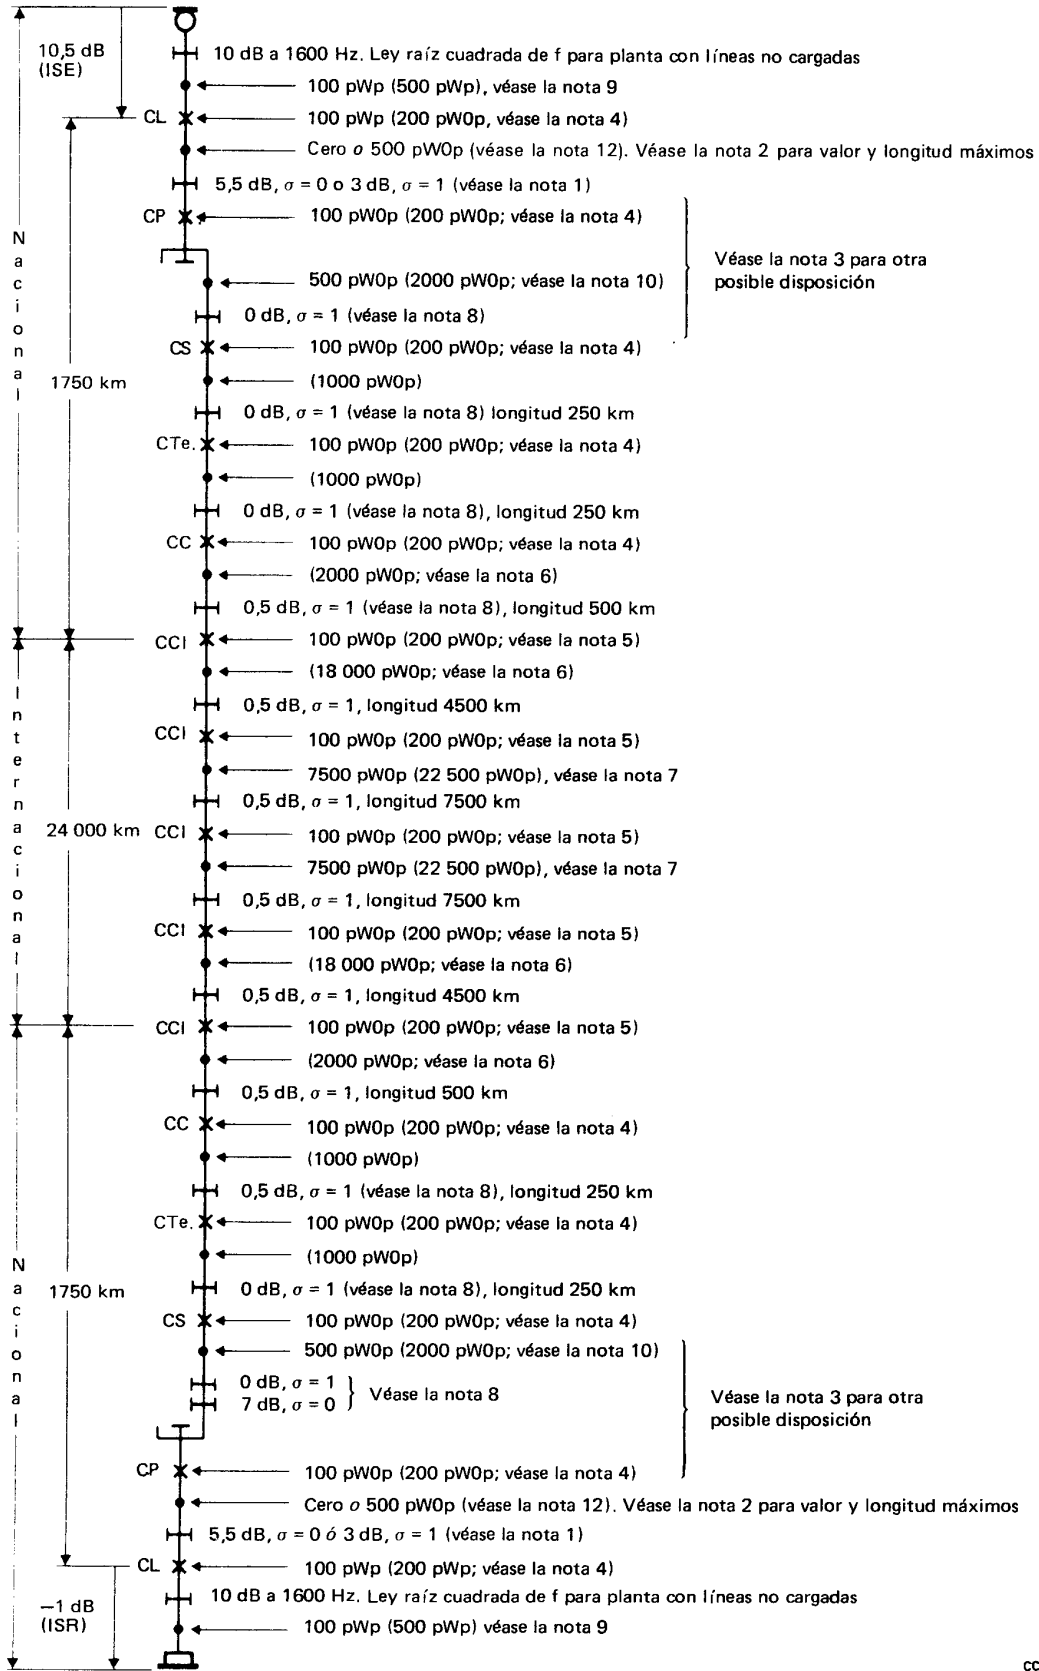 10,5 dB
(ISE)
10 dB a 1600 Hz. Ley raíz cuadrada de f para planta con líneas no cargadas
100 pWp (500 pWp), véase la nota 9
CL 100 pWp (200 pW0p, véase la nota 4)
Cero o 500 pW0p (véase la nota 12). Véase la nota 2 para valor y longitud máximos
5,5 dB, σ = 0 o 3 dB, σ = 1 (véase la nota 1)
CP 100 pW0p (200 pW0p; véase la nota 4)
Véase la nota 3 para otra
posible disposición
500 pW0p (2000 pW0p; véase la nota 10)
0 dB, σ = 1 (véase la nota 8)
CS 100 pW0p (200 pW0p; véase la nota 4)
Nacional
1750 km
(1000 pW0p)
0 dB, σ = 1 (véase la nota 8) longitud 250 km
CTe. 100 pW0p (200 pW0p; véase la nota 4)
(1000 pW0p)
0 dB, σ = 1 (véase la nota 8), longitud 250 km
CC 100 pW0p (200 pW0p; véase la nota 4)
(2000 pW0p; véase la nota 6)
0,5 dB, σ = 1 (véase la nota 8), longitud 500 km
CCI 100 pW0p (200 pW0p; véase la nota 5)
(18 000 pW0p; véase la nota 6)
0,5 dB, σ = 1, longitud 4500 km
CCI 100 pW0p (200 pW0p; véase la nota 5)
7500 pW0p (22 500 pW0p), véase la nota 7
0,5 dB, σ = 1, longitud 7500 km
Internacional
24 000 km
CCI 100 pW0p (200 pW0p; véase la nota 5)
7500 pW0p (22 500 pW0p), véase la nota 7
0,5 dB, σ = 1, longitud 7500 km
CCI 100 pW0p (200 pW0p; véase la nota 5)
(18 000 pW0p; véase la nota 6)
0,5 dB, σ = 1, longitud 4500 km
CCI 100 pW0p (200 pW0p; véase la nota 5)
(2000 pW0p; véase la nota 6)
0,5 dB, σ = 1, longitud 500 km
CC 100 pW0p (200 pW0p; véase la nota 4)
(1000 pW0p)
0,5 dB, σ = 1 (véase la nota 8), longitud 250 km
CTe. 100 pW0p (200 pW0p; véase la nota 4)
(1000 pW0p)
Nacional
1750 km
0 dB, σ = 1 (véase la nota 8), longitud 250 km
CS 100 pW0p (200 pW0p; véase la nota 4)
500 pW0p (2000 pW0p; véase la nota 10)
0 dB, σ = 1
7 dB, σ = 0
Véase la nota 8
Véase la nota 3 para otra
posible disposición
CP 100 pW0p (200 pW0p; véase la nota 4)
Cero o 500 pW0p (véase la nota 12). Véase la nota 2 para valor y longitud máximos
5,5 dB, σ = 0 ó 3 dB, σ = 1 (véase la nota 1)
CL 100 pWp (200 pWp; véase la nota 4)
10 dB a 1600 Hz. Ley raíz cuadrada de f para planta con líneas no cargadas
−1 dB
(ISR)
100 pWp (500 pWp) véase la nota 9
cc